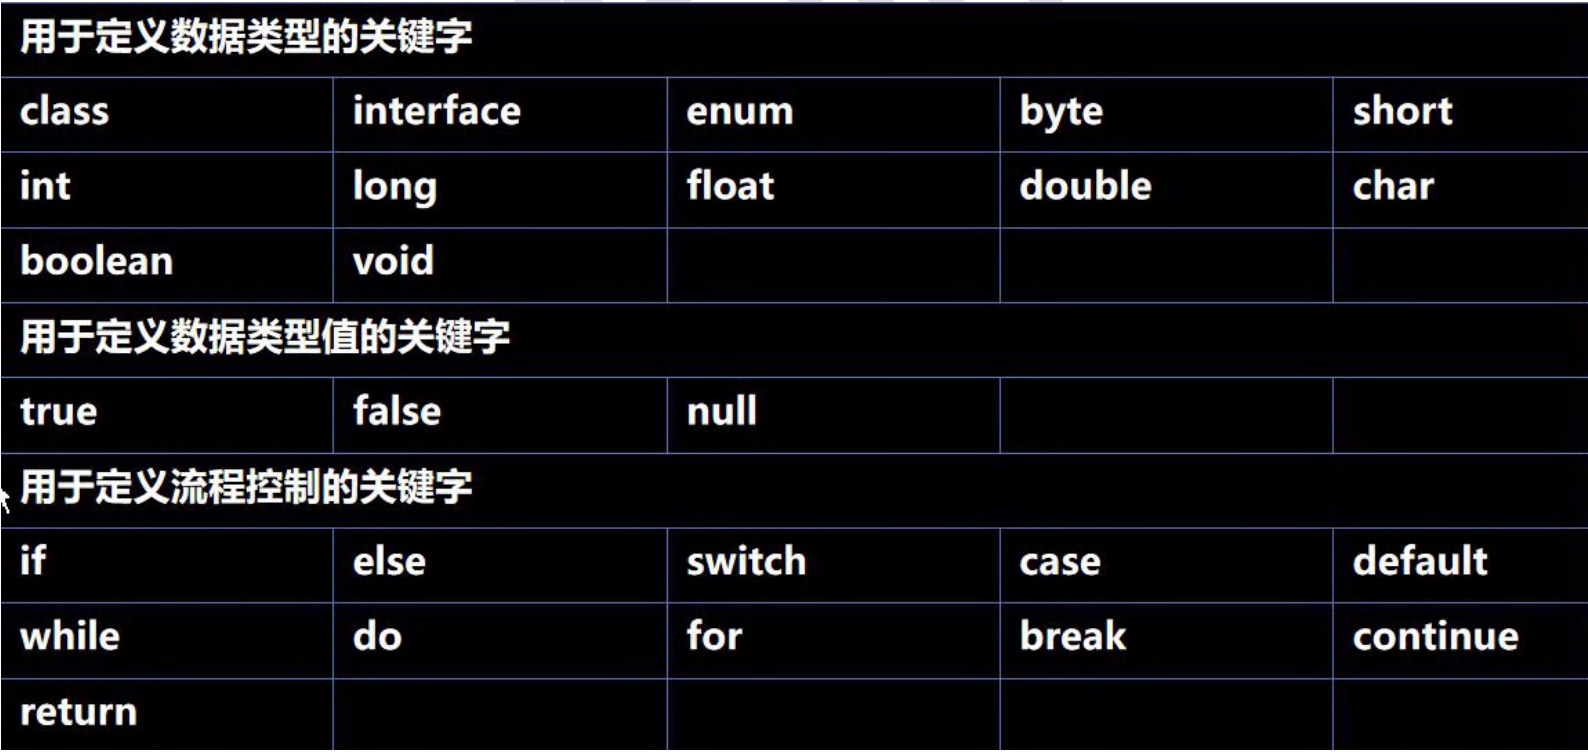 用于定义数据类型的关键字
class interface enum byte short
int long float double char
boolean void
用于定义数据类型值的关键字
true false null
用于定义流程控制的关键字
if else switch case default
while do for break continue
return